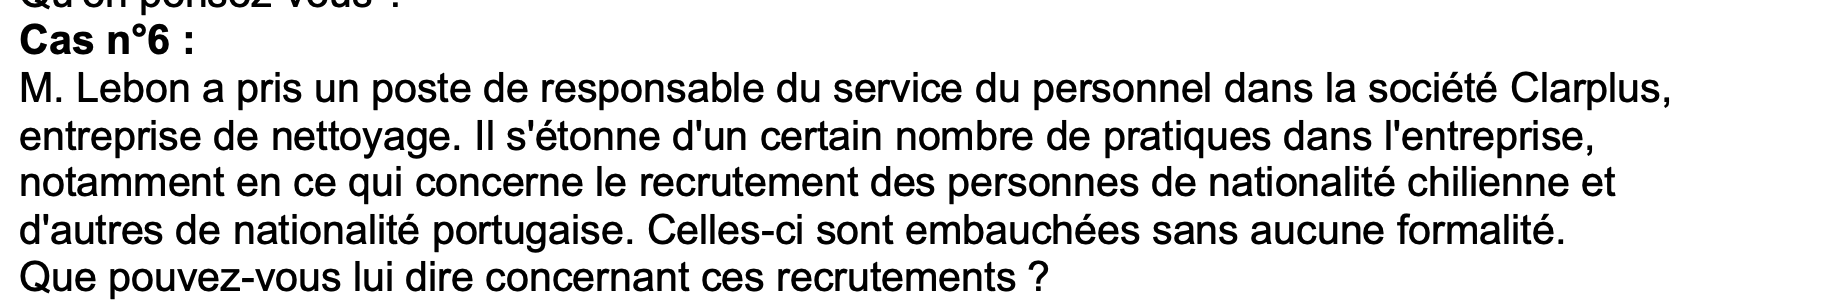 Cas n°6 :
M. Lebon a pris un poste de responsable du service du personnel dans la société Clarplus,
entreprise de nettoyage. Il s'étonne d'un certain nombre de pratiques dans l'entreprise,
notamment en ce qui concerne le recrutement des personnes de nationalité chilienne et
d'autres de nationalité portugaise. Celles-ci sont embauchées sans aucune formalité.
Que pouvez-vous lui dire concernant ces recrutements ?